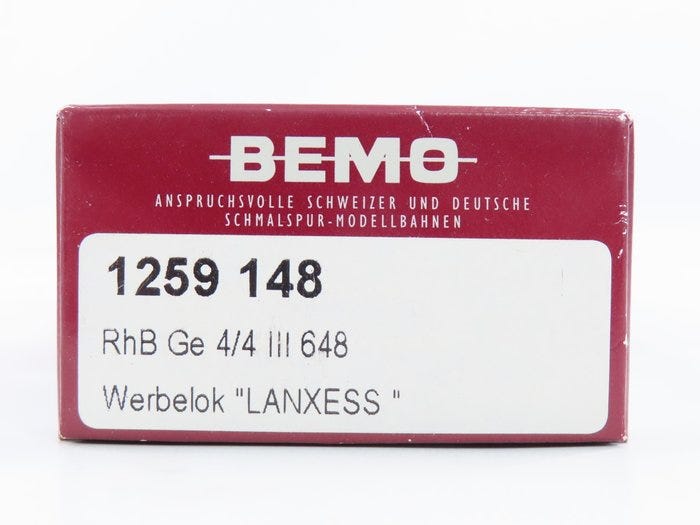 BEMO
ANSPRUCHSVOLLE SCHWEIZER UND DEUTSCHE
SCHMALSPUR-MODELLBAHNEN
1259 148
RhB Ge 4/4 III 648
Werbelok "LANXESS "